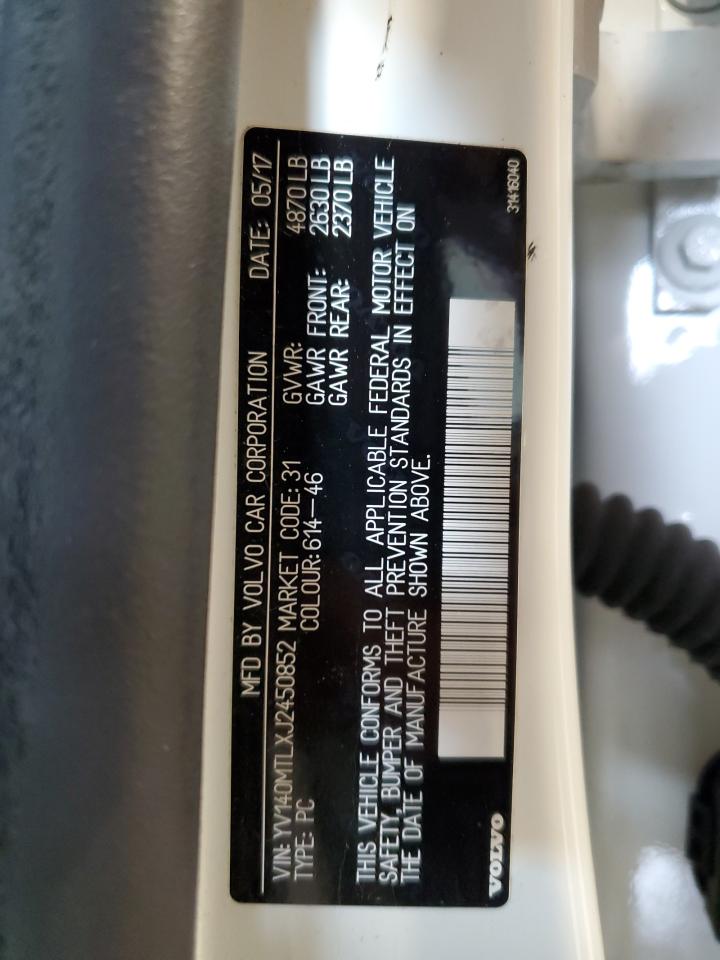 MFD BY VOLVO CAR CORPORATION DATE: 05/17
VIN: YV140MTLXJ2450852 MARKET CODE: 31 GVWR: 4870 LB
TYPE: PC COLOUR: 614-46 GAWR FRONT: 2630 LB
GAWR REAR: 2370 LB
THIS VEHICLE CONFORMS TO ALL APPLICABLE FEDERAL MOTOR VEHICLE
SAFETY, BUMPER AND THEFT PREVENTION STANDARDS IN EFFECT ON
THE DATE OF MANUFACTURE SHOWN ABOVE.
VOLVO 31416040